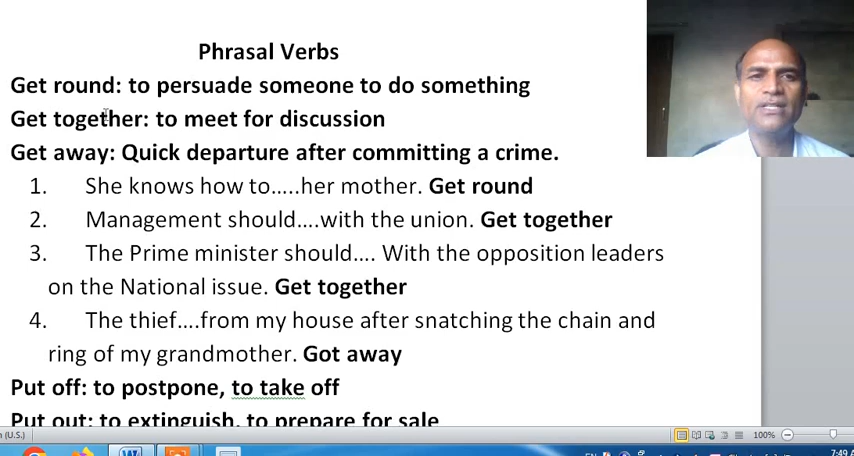 Phrasal Verbs
Get round: to persuade someone to do something
Get together: to meet for discussion
Get away: Quick departure after committing a crime.
1. She knows how to.....her mother. Get round
2. Management should....with the union. Get together
3. The Prime minister should.... With the opposition leaders
on the National issue. Get together
4. The thief....from my house after snatching the chain and
ring of my grandmother. Got away
Put off: to postpone, to take off
Put out: to extinguish, to prepare for sale
(U.S.) 100%
EN 7:49